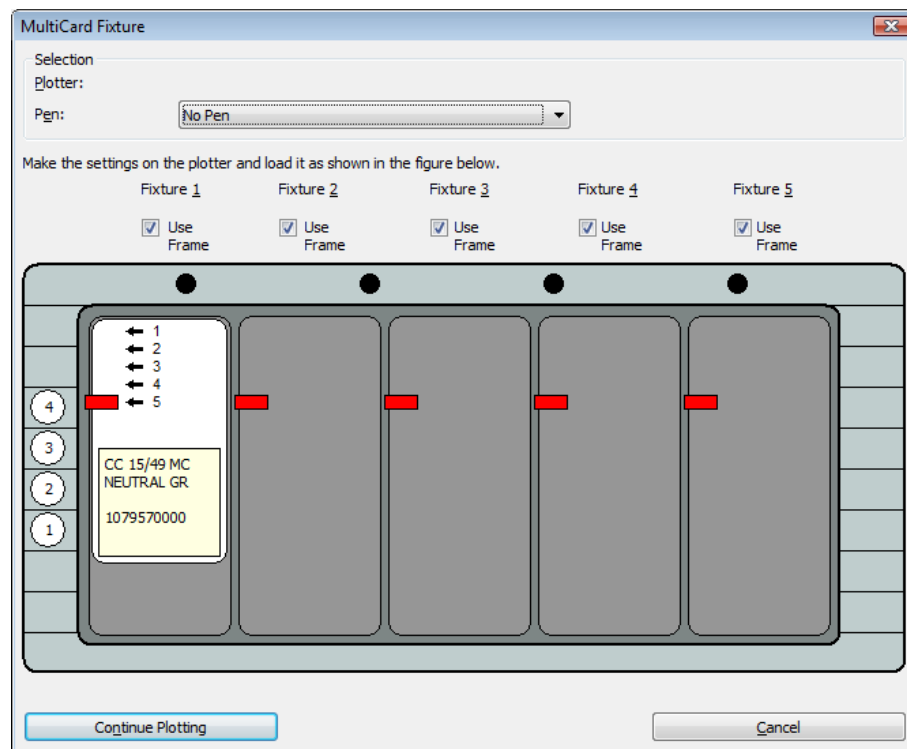 MultiCard Fixture
Selection
Plotter:
Pen:
No Pen
Make the settings on the plotter and load it as shown in the figure below.
Fixture 1
Fixture 2
Fixture 3
Fixture 4
Fixture 5
Use
Frame
Use
Frame
Use
Frame
Use
Frame
Use
Frame
1
2
3
4
5
4
3
2
1
CC 15/49 MC
NEUTRAL GR
1079570000
Continue Plotting
Cancel